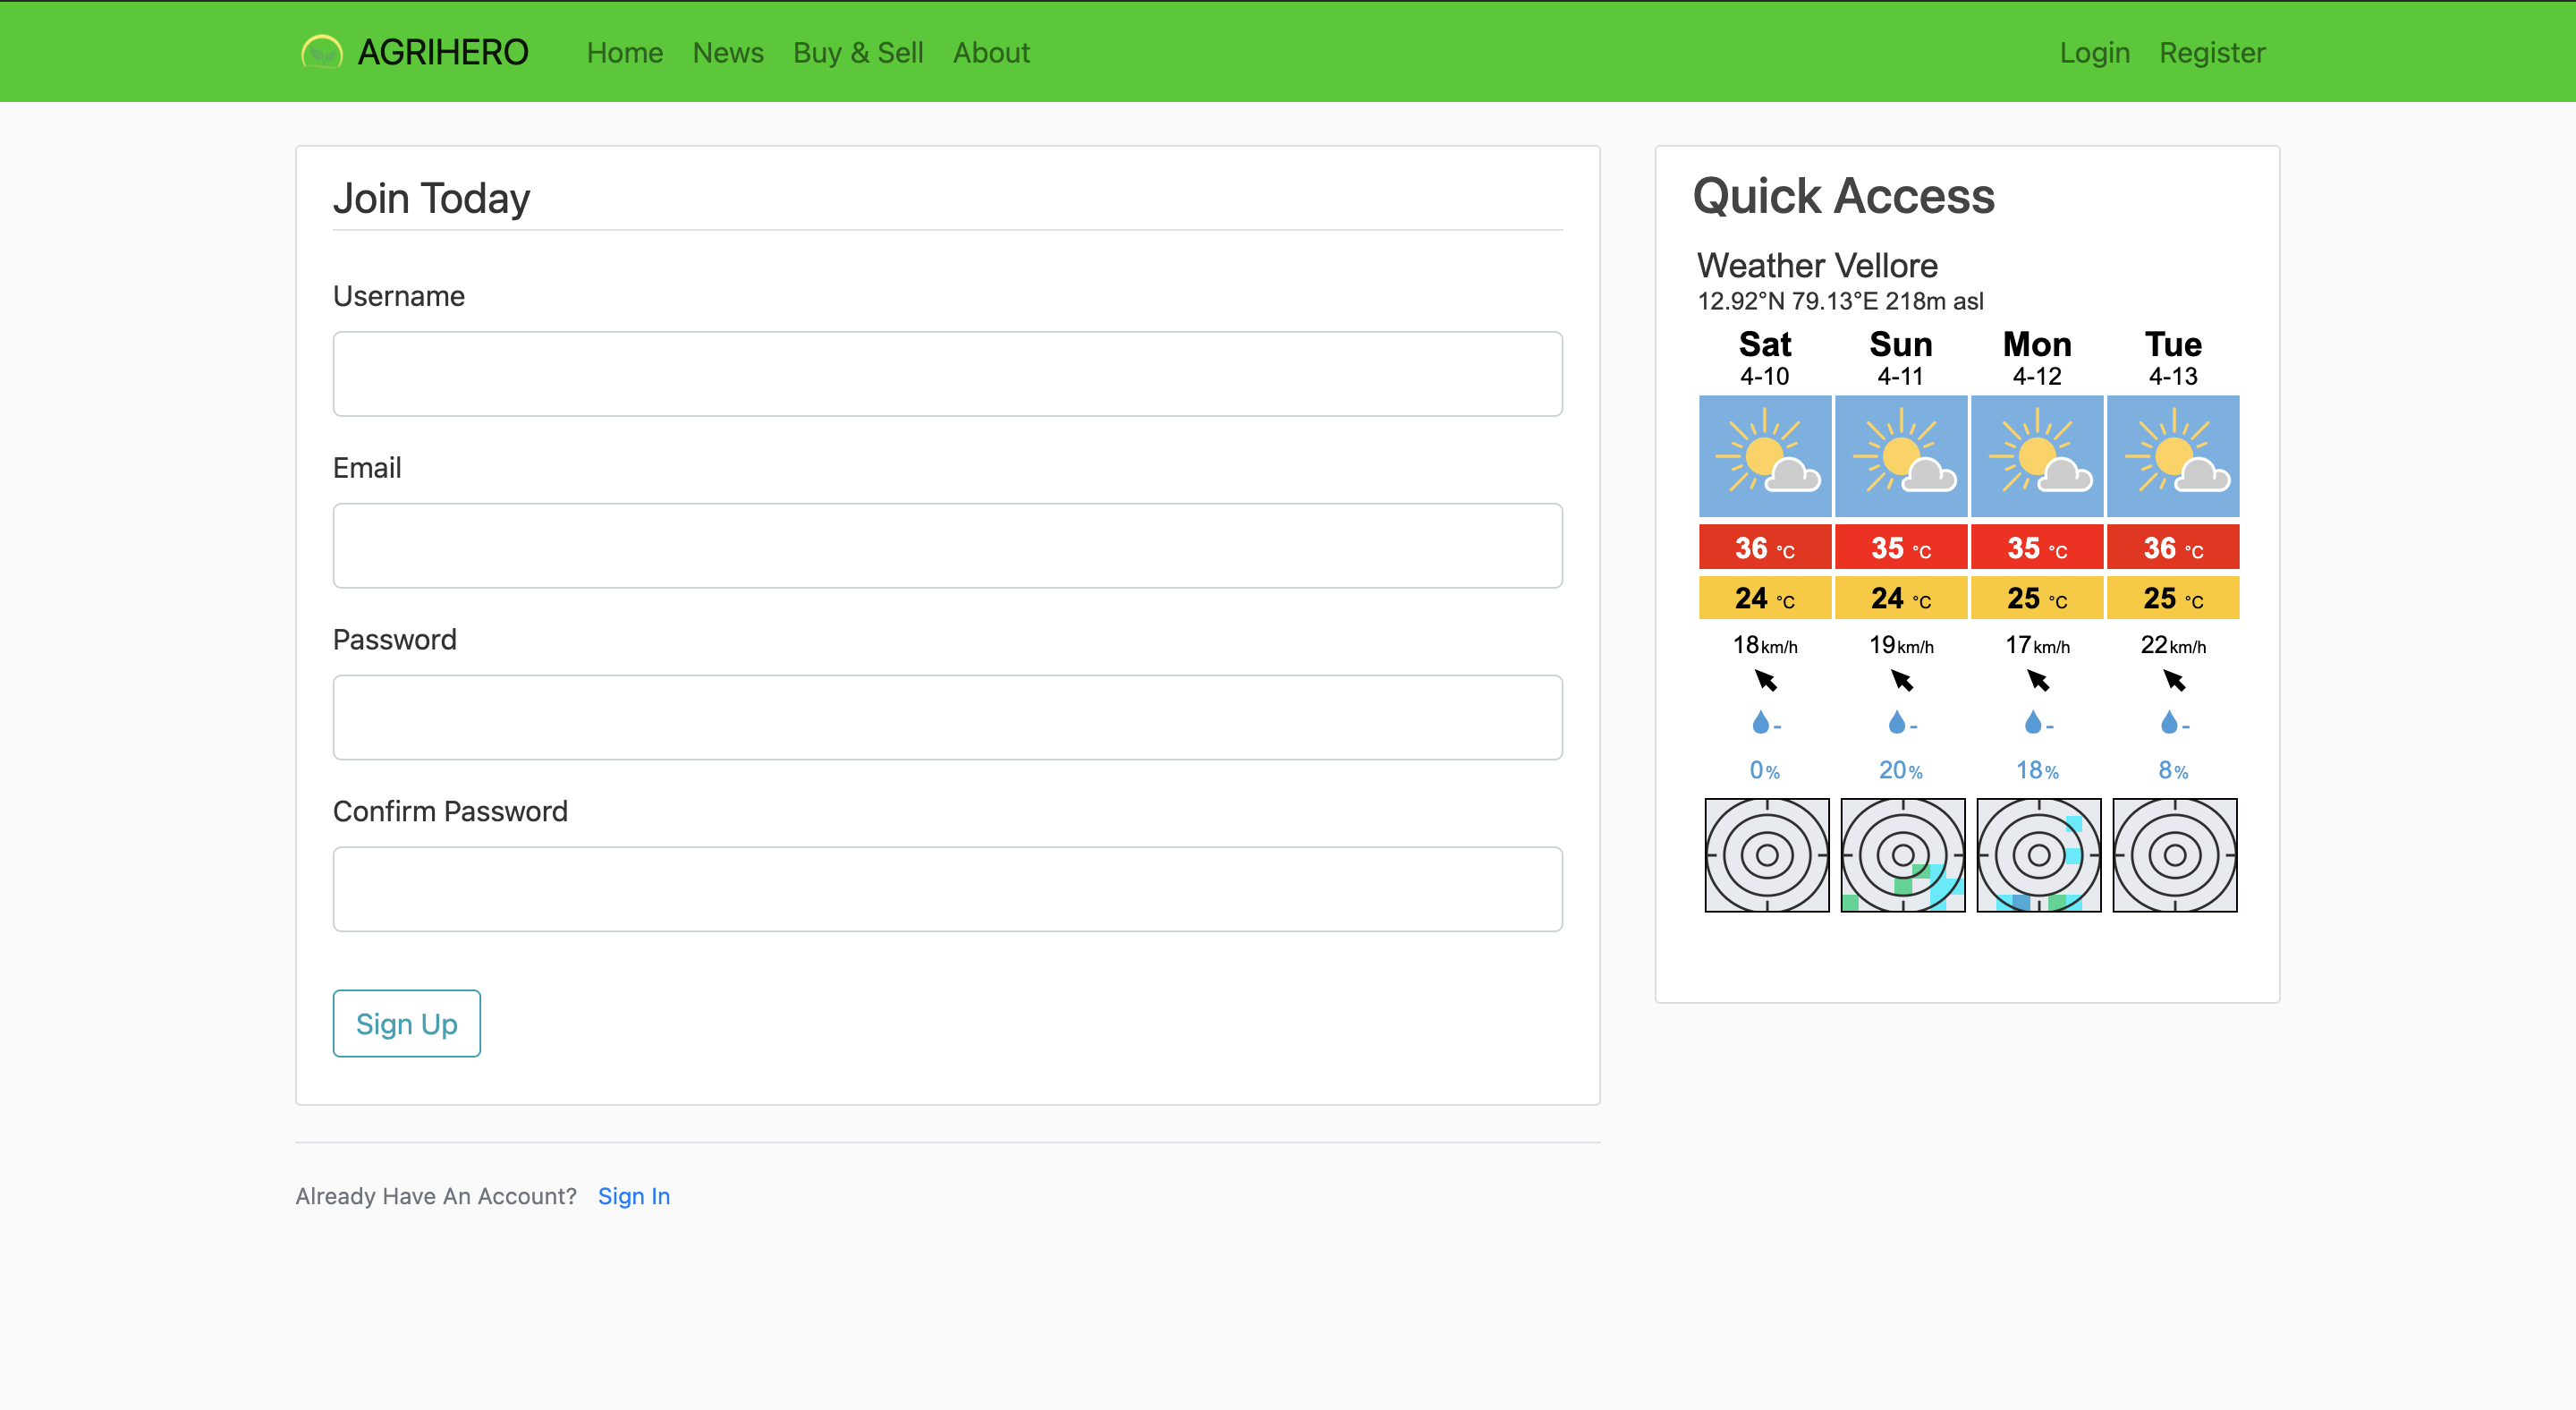 AGRIHERO Home News Buy & Sell About Login Register
Join Today
Username
Email
Password
Confirm Password
Sign Up
Already Have An Account? Sign In
Quick Access
Weather Vellore
12.92°N 79.13°E 218m asl
Sat Sun Mon Tue
4-10 4-11 4-12 4-13
36 °C 35 °C 35 °C 36 °C
24 °C 24 °C 25 °C 25 °C
18 km/h 19 km/h 17 km/h 22 km/h
- - - -
0% 20% 18% 8%